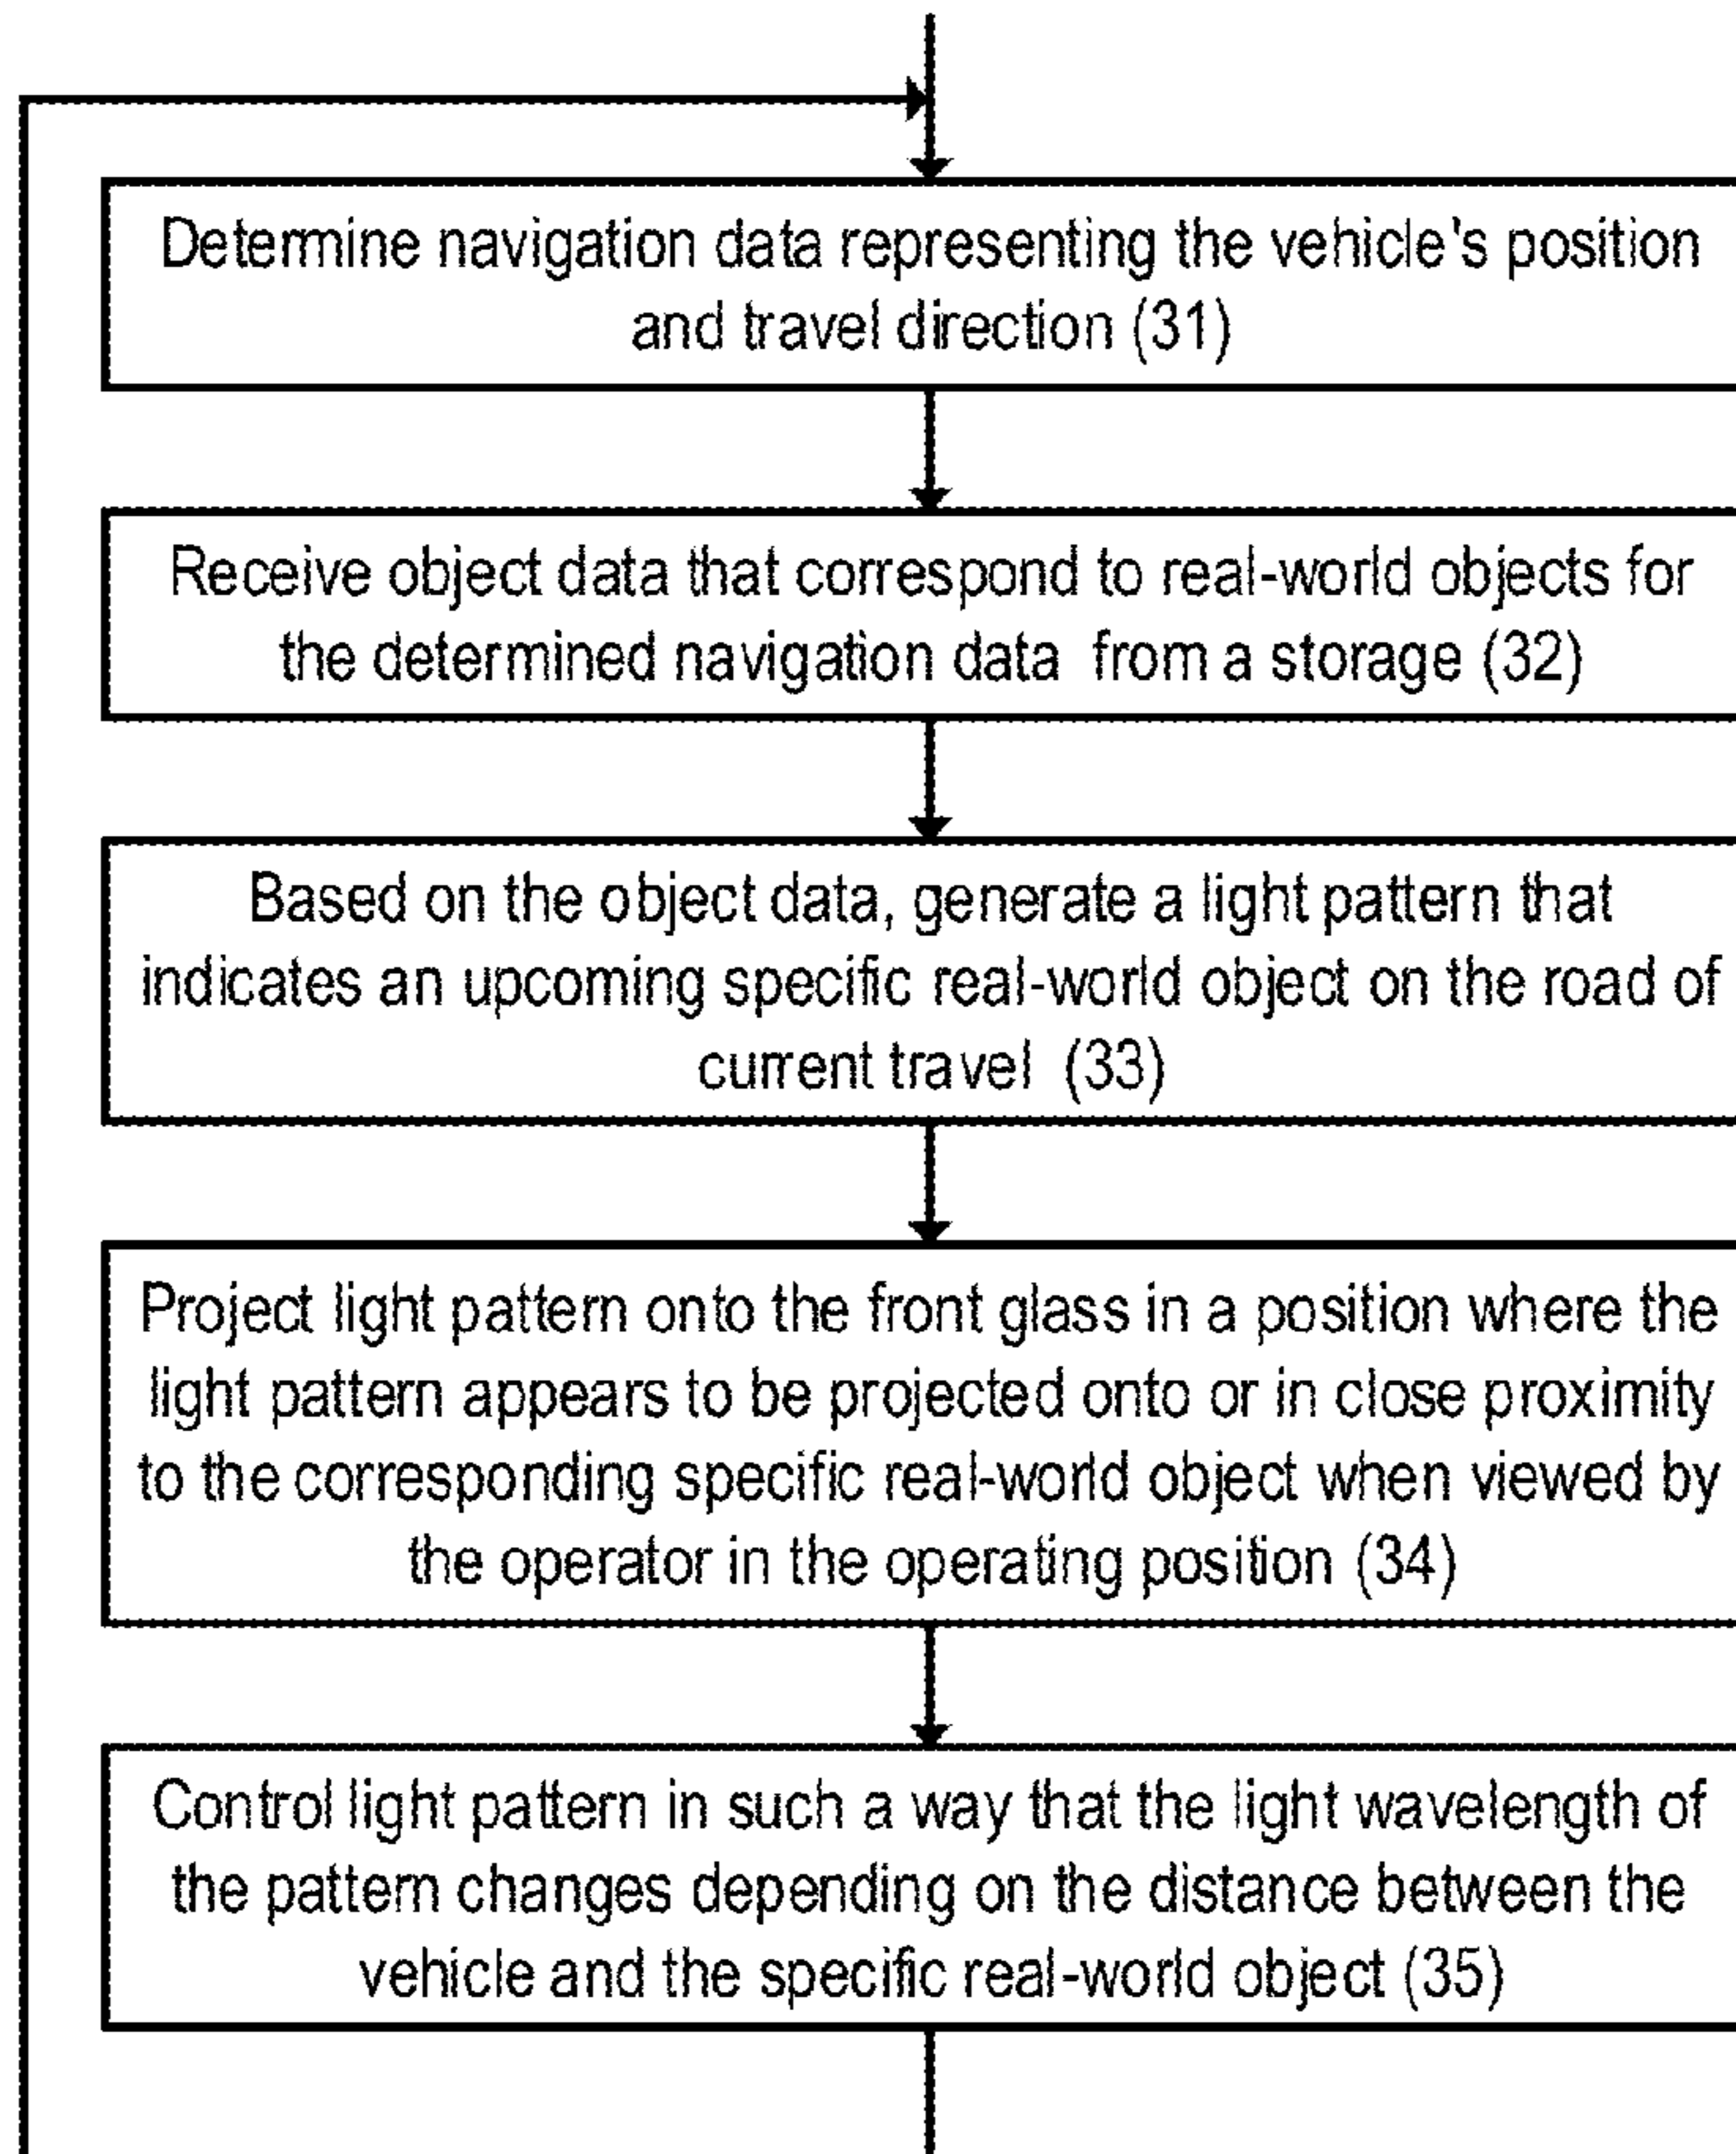 Determine navigation data representing the vehicle's position
and travel direction (31)
Receive object data that correspond to real-world objects for
the determined navigation data from a storage (32)
Based on the object data, generate a light pattern that
indicates an upcoming specific real-world object on the road of
current travel (33)
Project light pattern onto the front glass in a position where the
light pattern appears to be projected onto or in close proximity
to the corresponding specific real-world object when viewed by
the operator in the operating position (34)
Control light pattern in such a way that the light wavelength of
the pattern changes depending on the distance between the
vehicle and the specific real-world object (35)